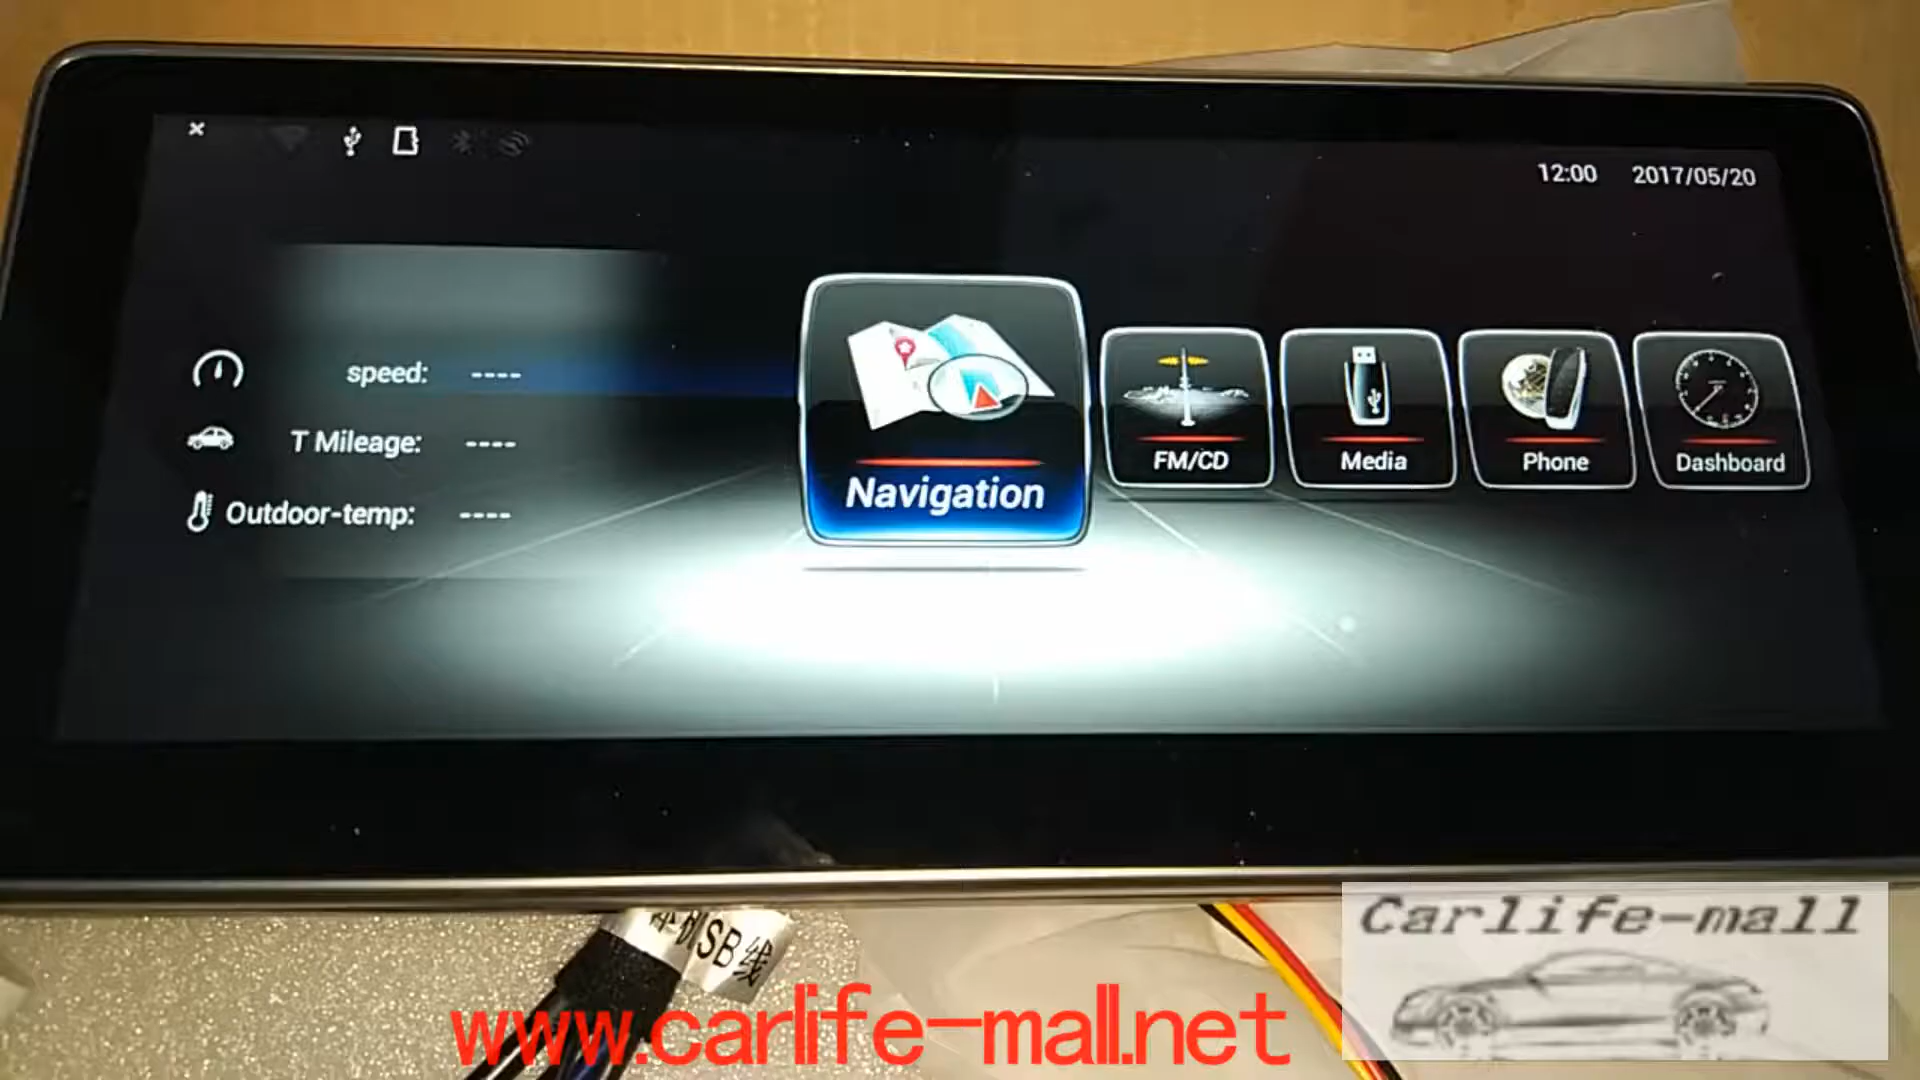 12:00 2017/05/20
speed: ----
T Mileage: ----
Outdoor-temp: ----
Navigation
FM/CD
Media
Phone
Dashboard
SB线
Carlife-mall
www.carlife-mall.net